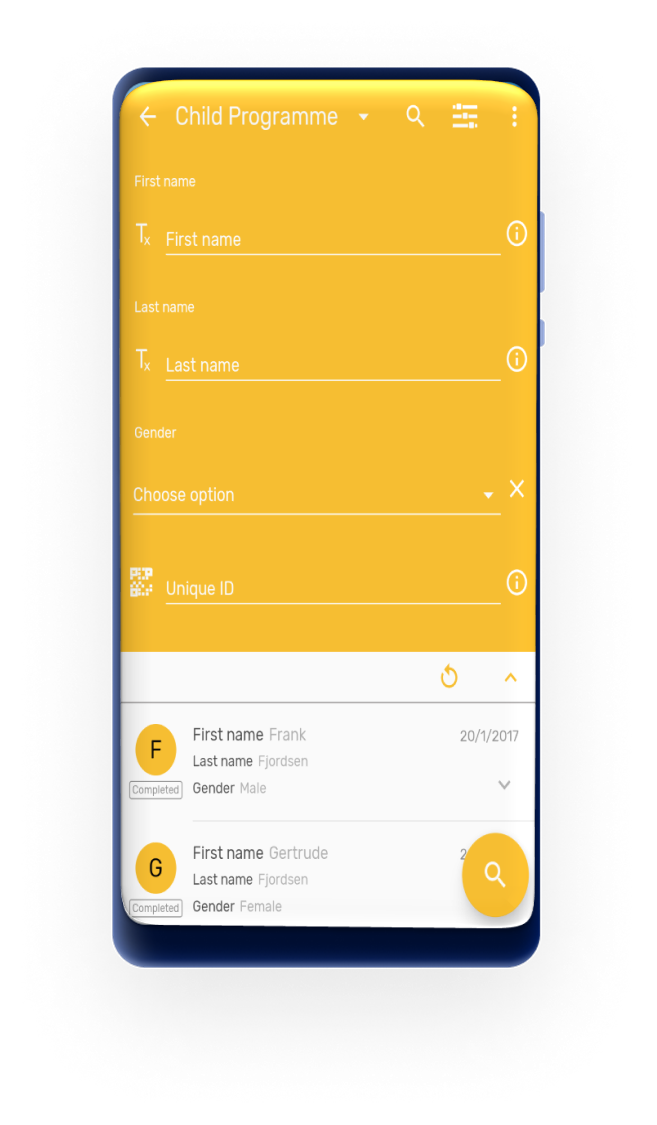 Child Programme
First name
First name
Last name
Last name
Gender
Choose option
Unique ID
F
First name Frank 20/1/2017
Last name Fjordsen
Completed
Gender Male
G
First name Gertrude 2
Last name Fjordsen
Completed
Gender Female